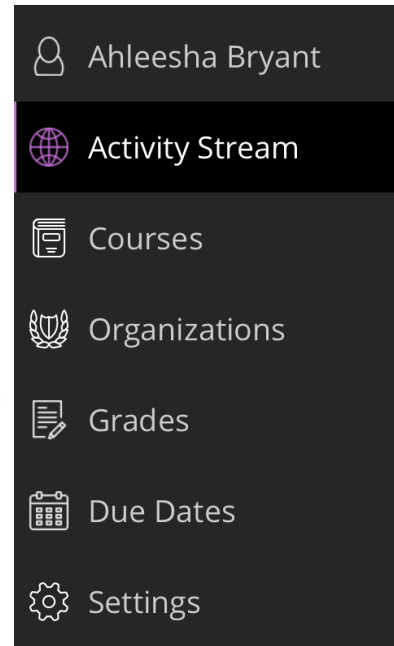 Ahleesha Bryant
Activity Stream
Courses
Organizations
Grades
Due Dates
Settings